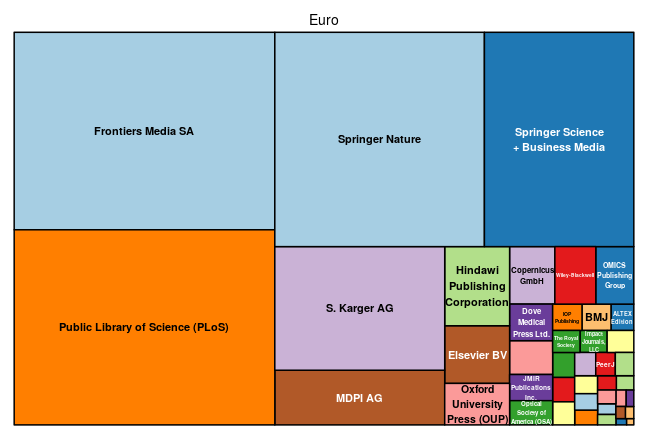 Euro
Frontiers Media SA
Springer Nature
Springer Science
+ Business Media
Public Library of Science (PLoS)
S. Karger AG
MDPI AG
Hindawi
Publishing
Corporation
Elsevier BV
Oxford
University
Press (OUP)
Copernicus
GmbH
Wiley-Blackwell
OMICS
Publishing
Group
Dove
Medical
Press Ltd.
IOP
Publishing
BMJ
ALTEX
Edition
The Royal
Society
Impact
Journals,
LLC
PeerJ
JMIR
Publications
Inc.
Optical
Society of
America (OSA)